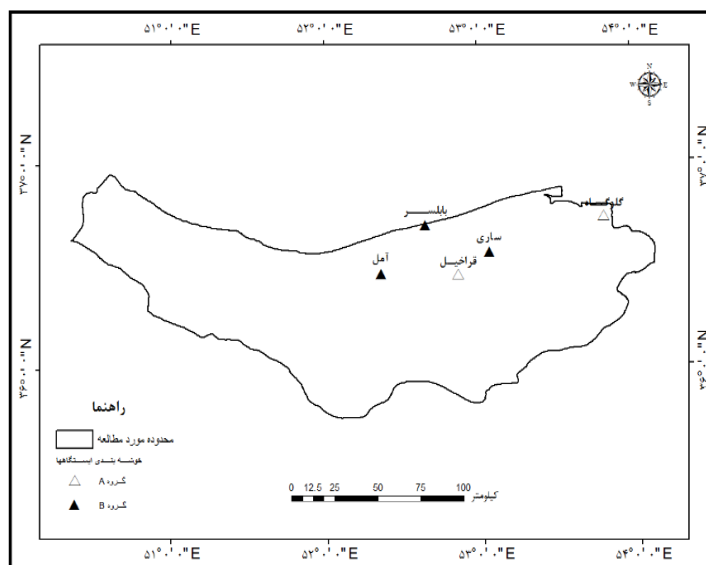 ۵۱°۰'۰"E ۵۲°۰'۰"E ۵۳°۰'۰"E ۵۴°۰'۰"E
N
W E
S
۳۷°۰'۰"N ۳۷°۰'۰"N
گلوگاه
بابلسر
ساری
آمل
قراخیل
۳۶°۰'۰"N ۳۶°۰'۰"N
راهنما
محدوده مورد مطالعه
خوشه بندی ایستگاهها
گروه A
گروه B
0 12.5 25 50 75 100
کیلومتر
۵۱°۰'۰"E ۵۲°۰'۰"E ۵۳°۰'۰"E ۵۴°۰'۰"E